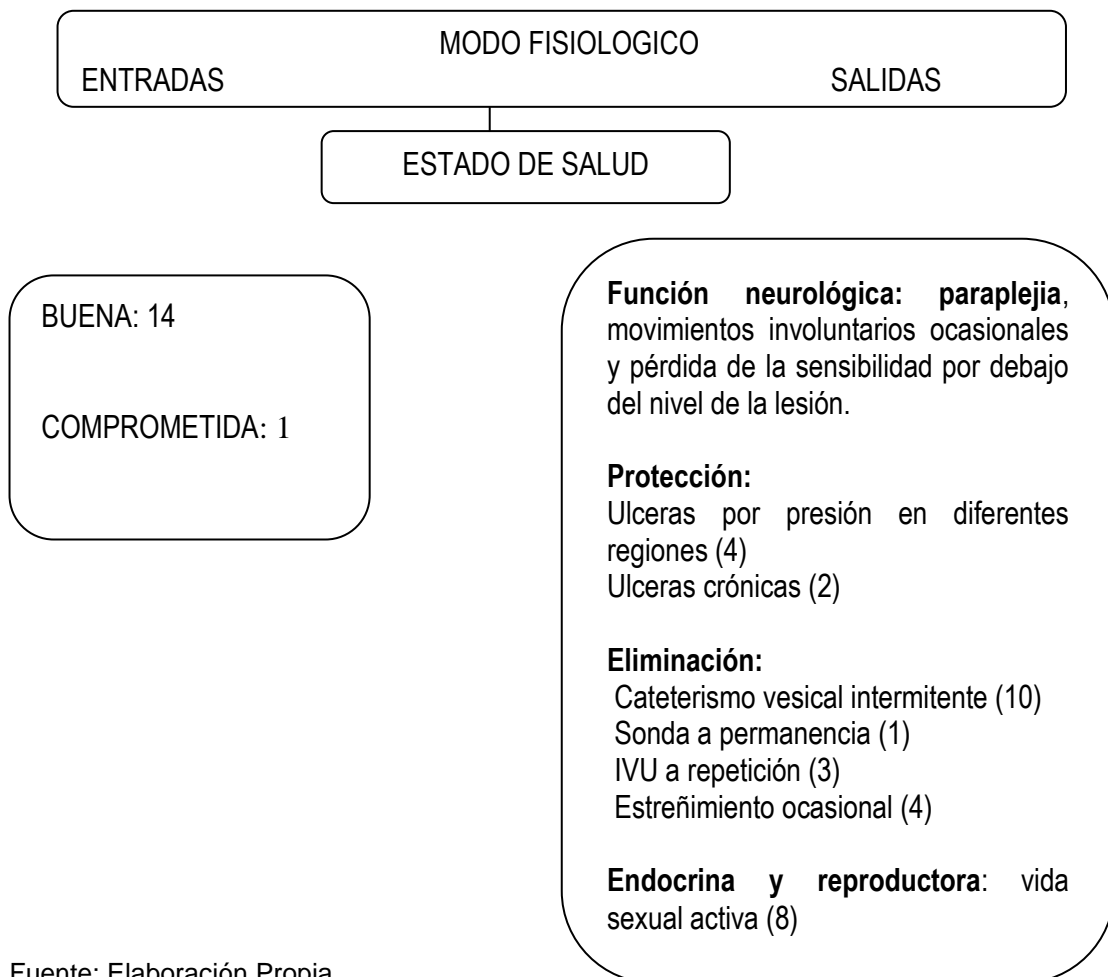 MODO FISIOLOGICO
ENTRADAS SALIDAS
ESTADO DE SALUD
BUENA: 14
COMPROMETIDA: 1
Función neurológica: paraplejia,
movimientos involuntarios ocasionales
y pérdida de la sensibilidad por debajo
del nivel de la lesión.
Protección:
Ulceras por presión en diferentes
regiones (4)
Ulceras crónicas (2)
Eliminación:
Cateterismo vesical intermitente (10)
Sonda a permanencia (1)
IVU a repetición (3)
Estreñimiento ocasional (4)
Endocrina y reproductora: vida
sexual activa (8)
Fuente: Elaboración Propia